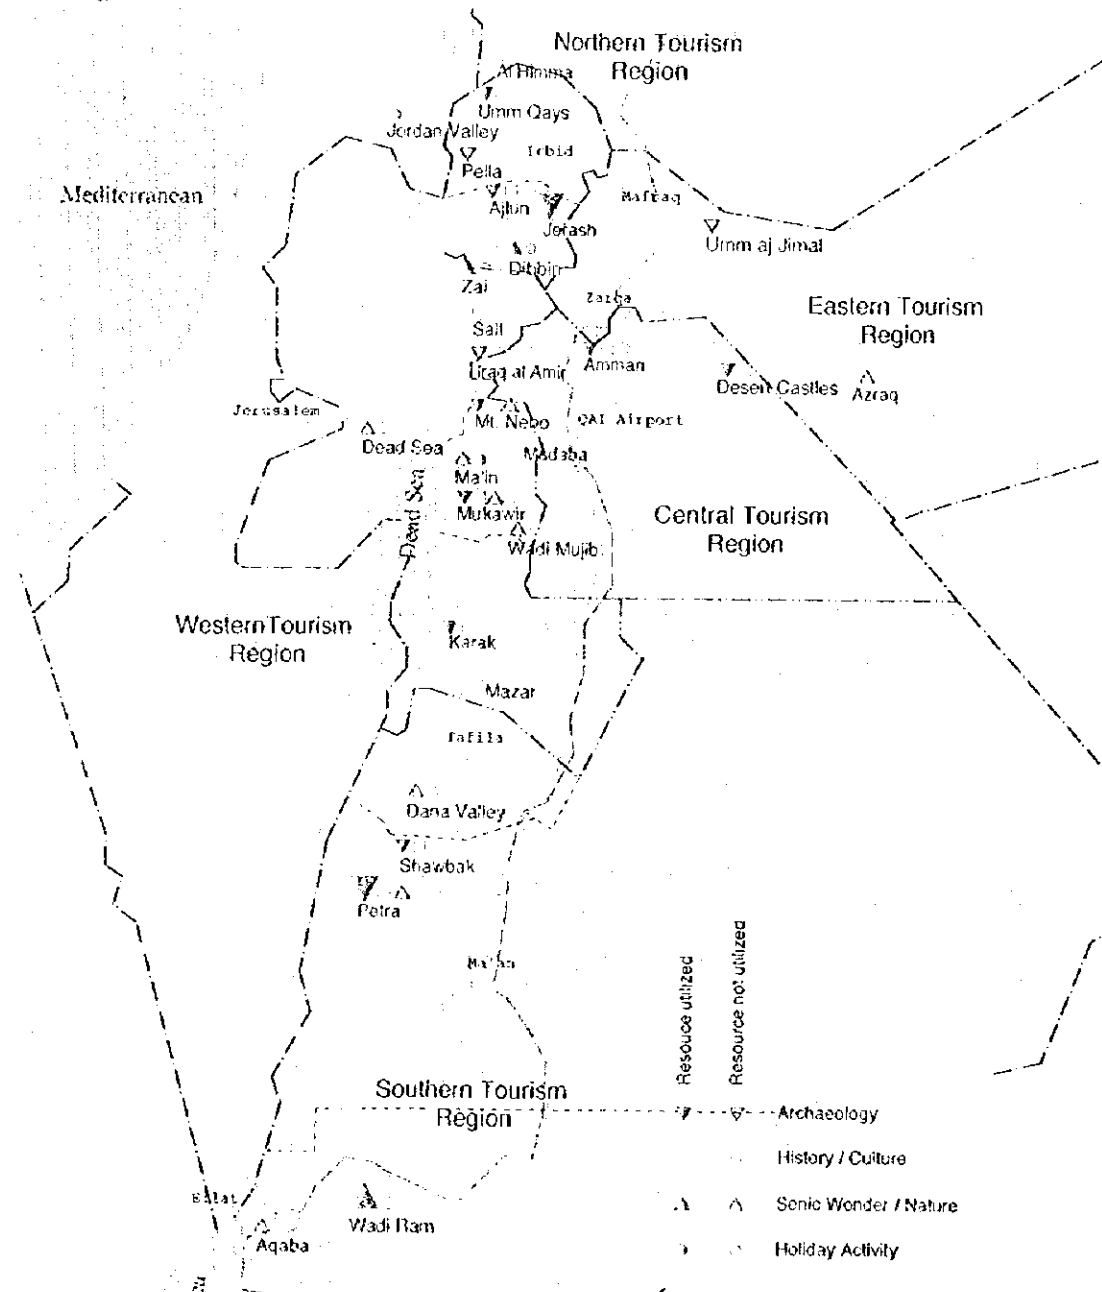 Northern Tourism
Region
Al Himma
Umm Qays
Jordan Valley
Irbid
Pella
Mediterranean
Ajlun
Mafraq
Jerash
Umm aj Jimal
Dibbin
Zai
Zarqa
Eastern Tourism
Region
Salt
Uraq al Amir
Amman
Desert Castles
Azraq
Jerusalem
Mt. Nebo
QAI Airport
Dead Sea
Madaba
Ma'in
Dead Sea
Mukawir
Central Tourism
Region
Wadi Mujib
Western Tourism
Region
Karak
Mazar
Tafila
Dana Valley
Shawbak
Petra
Ma'an
Resouce utilized
Resource not utilized
Southern Tourism
Region
Archaeology
History / Culture
Eilat
Senic Wonder / Nature
Wadi Ram
Aqaba
Holiday Activity